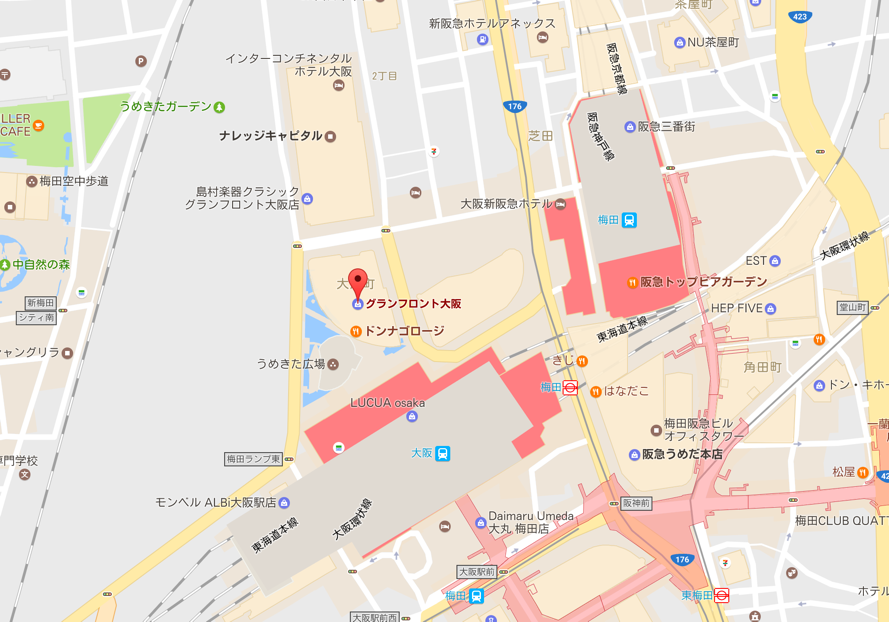 茶屋町
新阪急ホテルアネックス
423
NU茶屋町
インターコンチネンタル
ホテル大阪
2丁目
阪急京都線
うめきたガーデン
176
LLER
CAFE
ナレッジキャピタル
芝田
阪急神戸線
阪急三番街
梅田空中歩道
島村楽器クラシック
グランフロント大阪店
大阪新阪急ホテル
梅田
大阪環状線
中自然の森
EST
阪急トップビアガーデン
新梅田
シティ南
グランフロント大阪
HEP FIVE
堂山町
ドンナゴロージ
東海道本線
シャングリラ
うめきた広場
きじ
角田町
梅田
はなだこ
ドン・キホー
LUCUA osaka
梅田阪急ビル
オフィスタワー
一蘭
大阪
阪急うめだ本店
梅田ランプ東
専門学校
松屋
42
モンベル ALBi大阪駅店
阪神前
Daimaru Umeda
大丸 梅田店
梅田CLUB QUATT
東海道本線
大阪環状線
176
大阪駅前
梅田
東梅田
ホテル
大阪駅前西